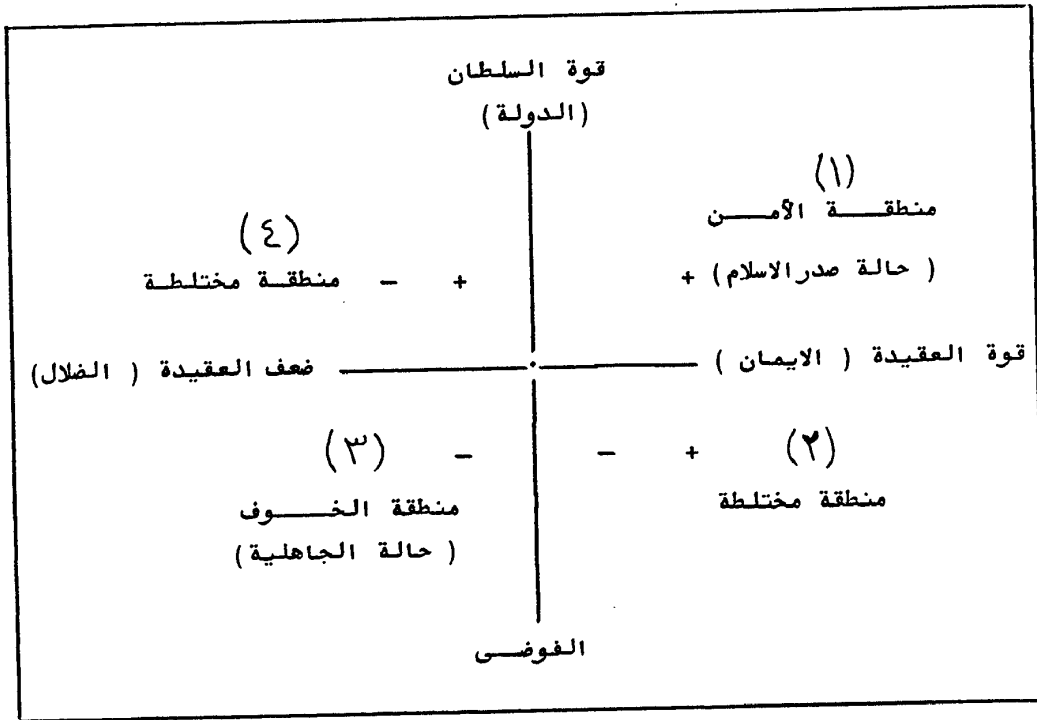 قوة السلطان
(الدولة)
(١)
منطقة الأمن
(حالة صدر الاسلام) +
(٤)
منطقة مختلطة - +
قوة العقيدة (الايمان)
ضعف العقيدة (الضلال)
(٢) + -
منطقة مختلطة
- (٣)
منطقة الخوف
(حالة الجاهلية)
الفوضى